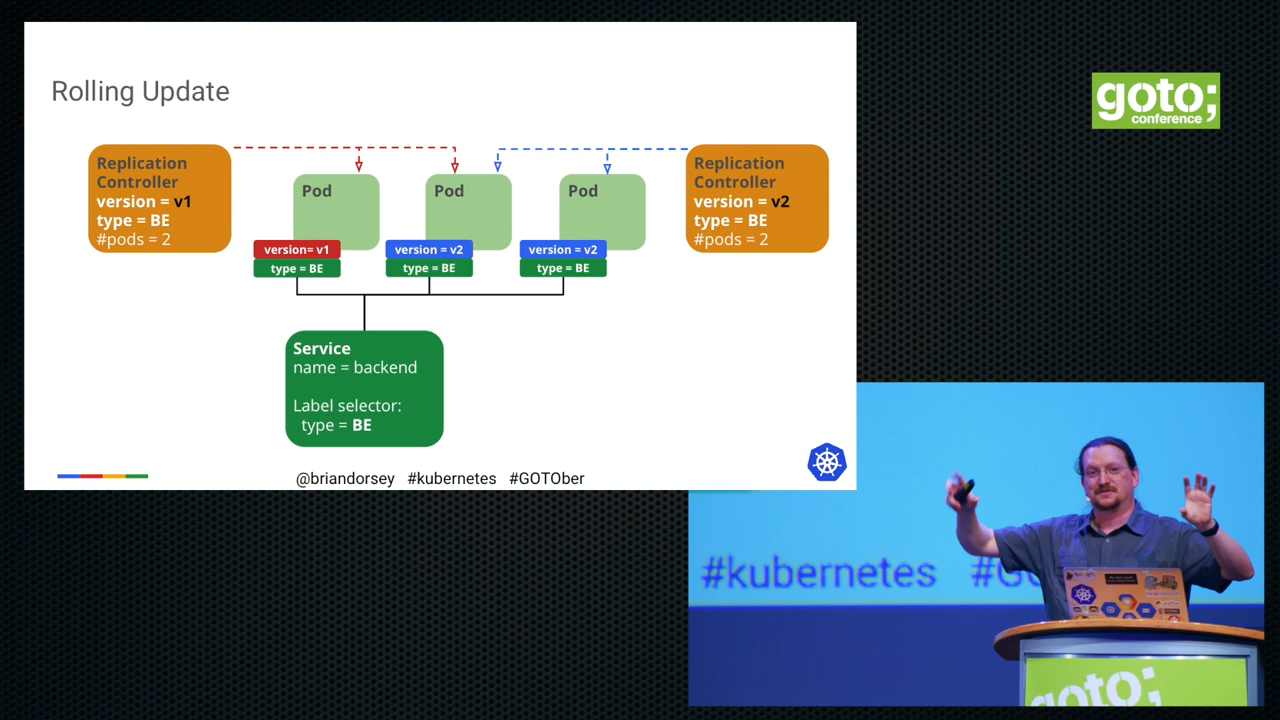 Rolling Update
Replication
Controller
version = v1
type = BE
#pods = 2
Pod
Pod
Pod
Replication
Controller
version = v2
type = BE
#pods = 2
version= v1
type = BE
version = v2
type = BE
version = v2
type = BE
Service
name = backend
Label selector:
type = BE
@briandorsey #kubernetes #GOTOber
goto;
conference
#kubernetes #G
goto;